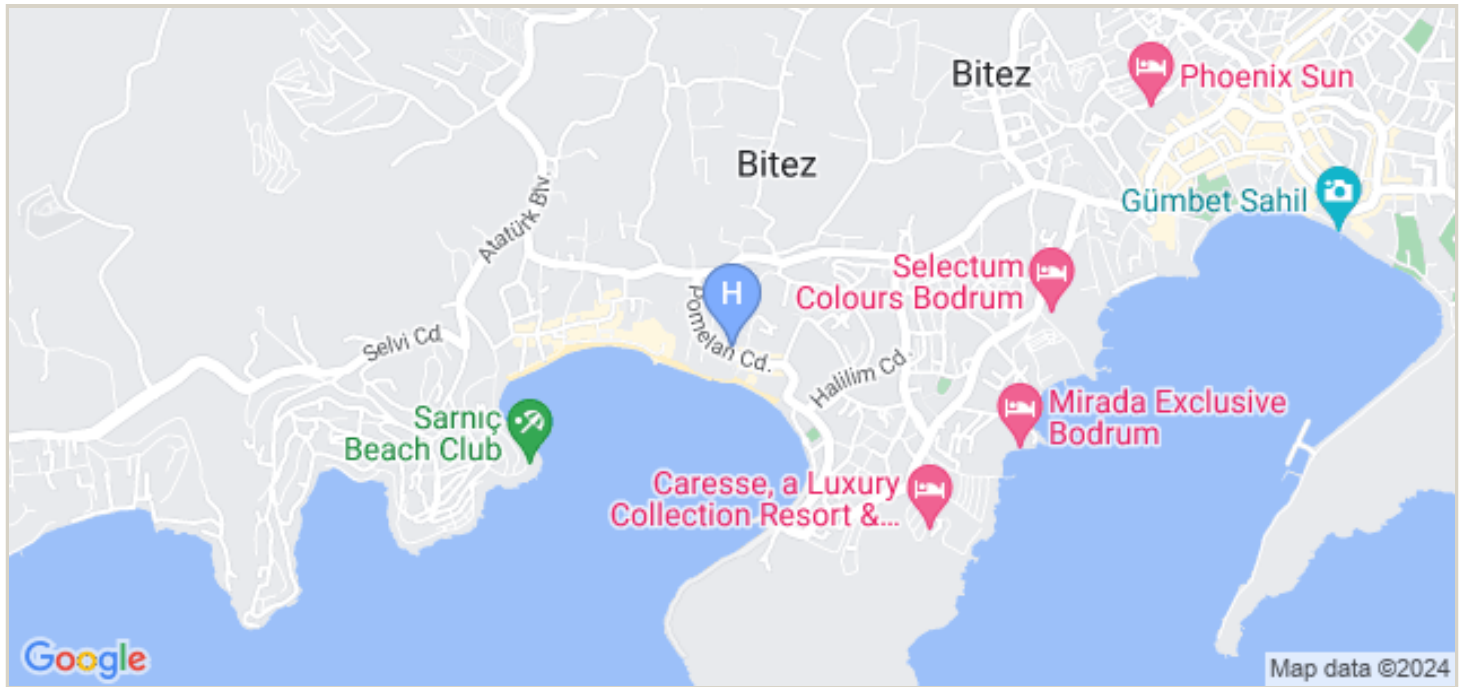 Bitez
Phoenix Sun
Bitez
Gümbet Sahil
Atatürk Blv.
Selectum
Colours Bodrum
H
Pomelan Cd.
Selvi Cd.
Halilim Cd.
Mirada Exclusive
Bodrum
Sarnıç
Beach Club
Caresse, a Luxury
Collection Resort &...
Google
Map data ©2024